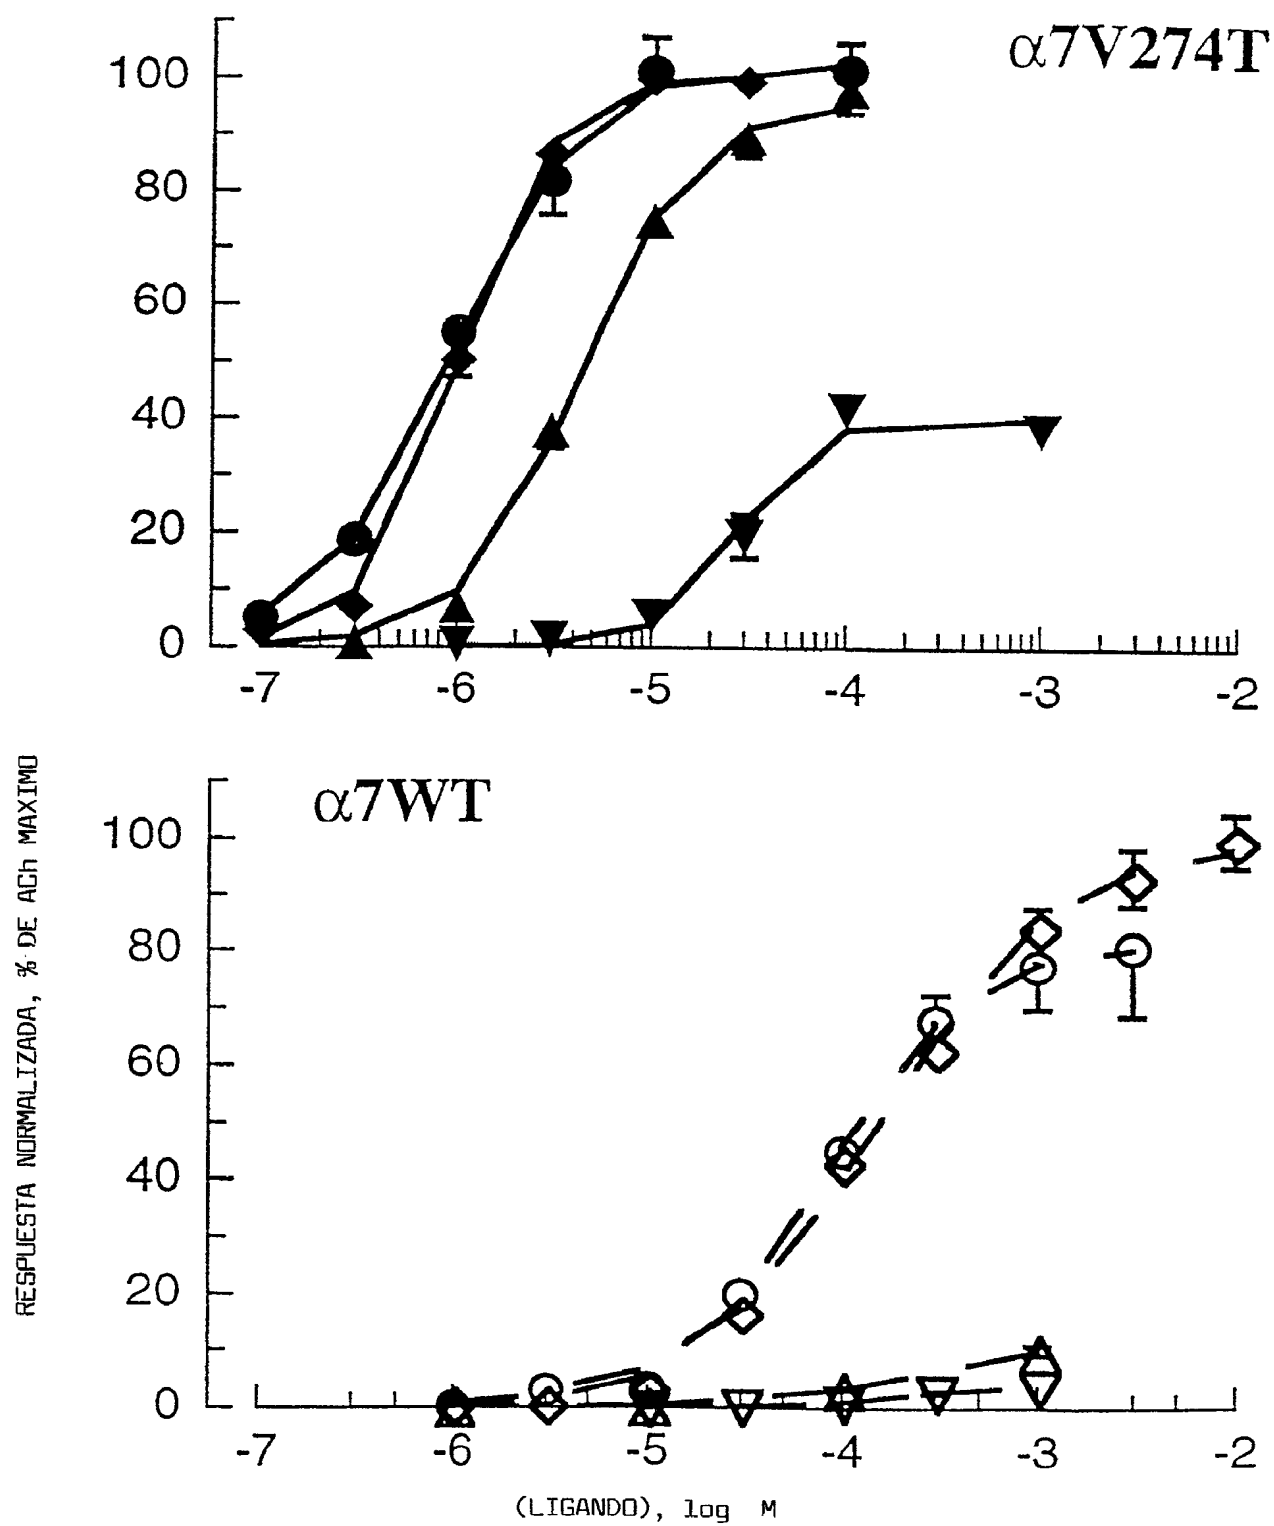 α7V274T
100
80
60
40
20
0
-7 -6 -5 -4 -3 -2
α7WT
100
80
60
40
20
0
-7 -6 -5 -4 -3 -2
RESPUESTA NORMALIZADA, % DE ACh MAXIMO
(LIGANDO), log M